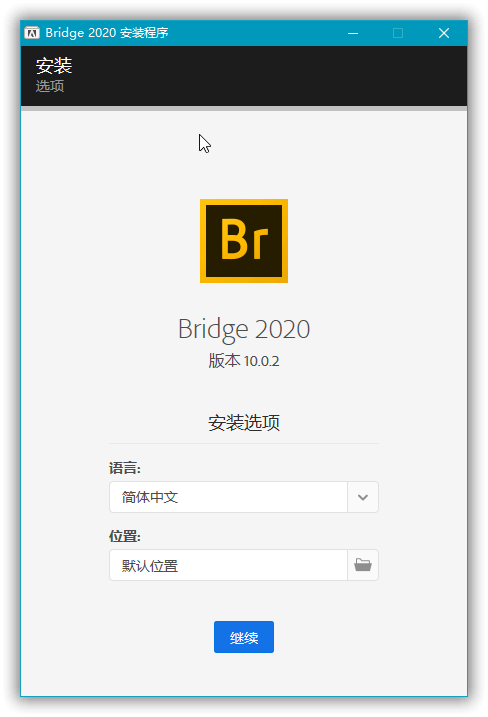 Bridge 2020 安装程序
安装
选项
Br
Bridge 2020
版本 10.0.2
安装选项
语言:
简体中文
位置:
默认位置
继续